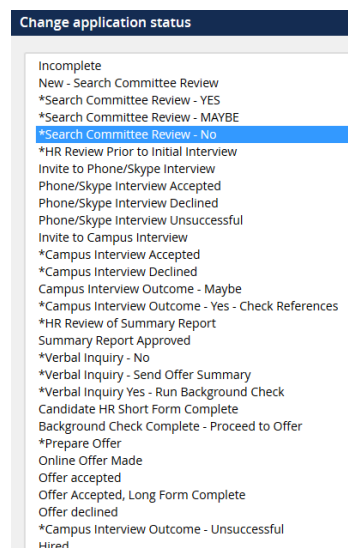 Change application status
Incomplete
New - Search Committee Review
*Search Committee Review - YES
*Search Committee Review - MAYBE
*Search Committee Review - No
*HR Review Prior to Initial Interview
Invite to Phone/Skype Interview
Phone/Skype Interview Accepted
Phone/Skype Interview Declined
Phone/Skype Interview Unsuccessful
Invite to Campus Interview
*Campus Interview Accepted
*Campus Interview Declined
Campus Interview Outcome - Maybe
*Campus Interview Outcome - Yes - Check References
*HR Review of Summary Report
Summary Report Approved
*Verbal Inquiry - No
*Verbal Inquiry - Send Offer Summary
*Verbal Inquiry Yes - Run Background Check
Candidate HR Short Form Complete
Background Check Complete - Proceed to Offer
*Prepare Offer
Online Offer Made
Offer accepted
Offer Accepted, Long Form Complete
Offer declined
*Campus Interview Outcome - Unsuccessful
Hired